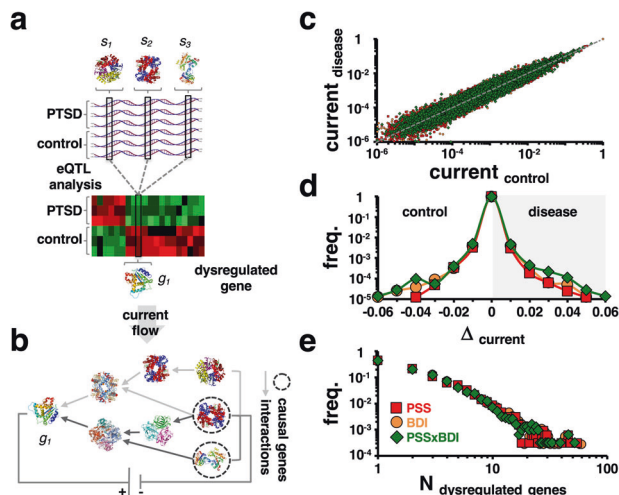 a
s1 s2 s3
PTSD
control
eQTL
analysis
PTSD
control
g1
dysregulated
gene
current
flow
b
g1
causal genes
interactions
+ -
c
current disease
1
10-2
10-4
10-6
10-6 10-4 10-2 1
current control
d
control disease
freq.
1
10-1
10-2
10-3
10-4
10-5
-0.06 -0.04 -0.02 0 0.02 0.04 0.06
Δ current
e
freq.
1
10-1
10-2
10-3
PSS
BDI
PSSxBDI
1 10 100
N dysregulated genes